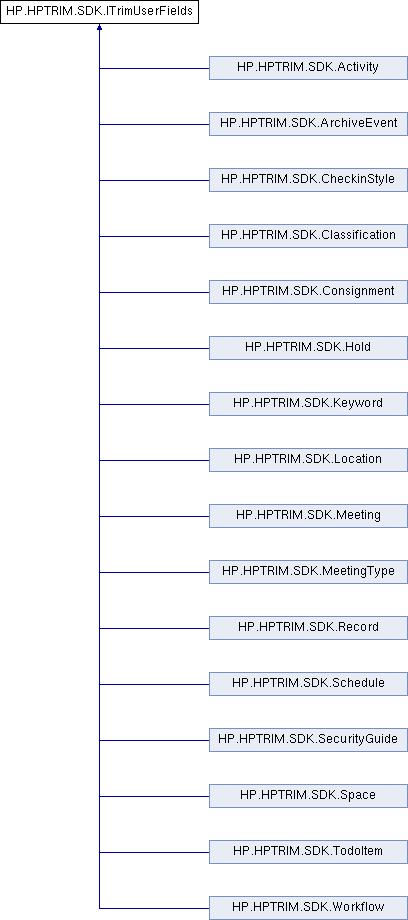 HP.HPTRIM.SDK.ITrimUserFields
HP.HPTRIM.SDK.Activity
HP.HPTRIM.SDK.ArchiveEvent
HP.HPTRIM.SDK.CheckinStyle
HP.HPTRIM.SDK.Classification
HP.HPTRIM.SDK.Consignment
HP.HPTRIM.SDK.Hold
HP.HPTRIM.SDK.Keyword
HP.HPTRIM.SDK.Location
HP.HPTRIM.SDK.Meeting
HP.HPTRIM.SDK.MeetingType
HP.HPTRIM.SDK.Record
HP.HPTRIM.SDK.Schedule
HP.HPTRIM.SDK.SecurityGuide
HP.HPTRIM.SDK.Space
HP.HPTRIM.SDK.TodoItem
HP.HPTRIM.SDK.Workflow